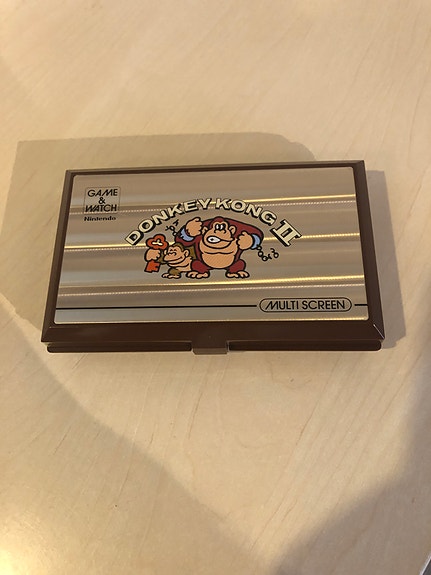 GAME
&
WATCH
Nintendo
DONKEY KONG II
MULTI SCREEN